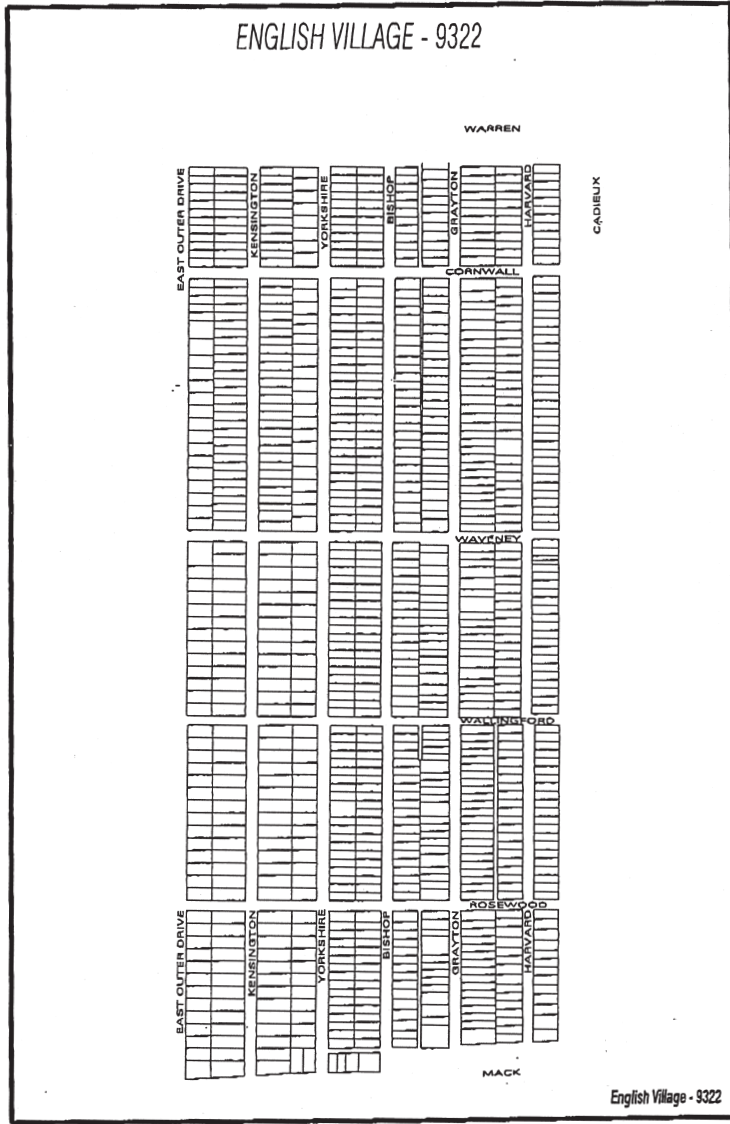 ENGLISH VILLAGE - 9322
WARREN
EAST OUTER DRIVE
KENSINGTON
YORKSHIRE
BISHOP
GRAYTON
HARVARD
CADIEUX
CORNWALL
WAVENEY
WALLINGFORD
ROSEWOOD
EAST OUTER DRIVE
KENSINGTON
YORKSHIRE
BISHOP
GRAYTON
HARVARD
MACK
English Village - 9322